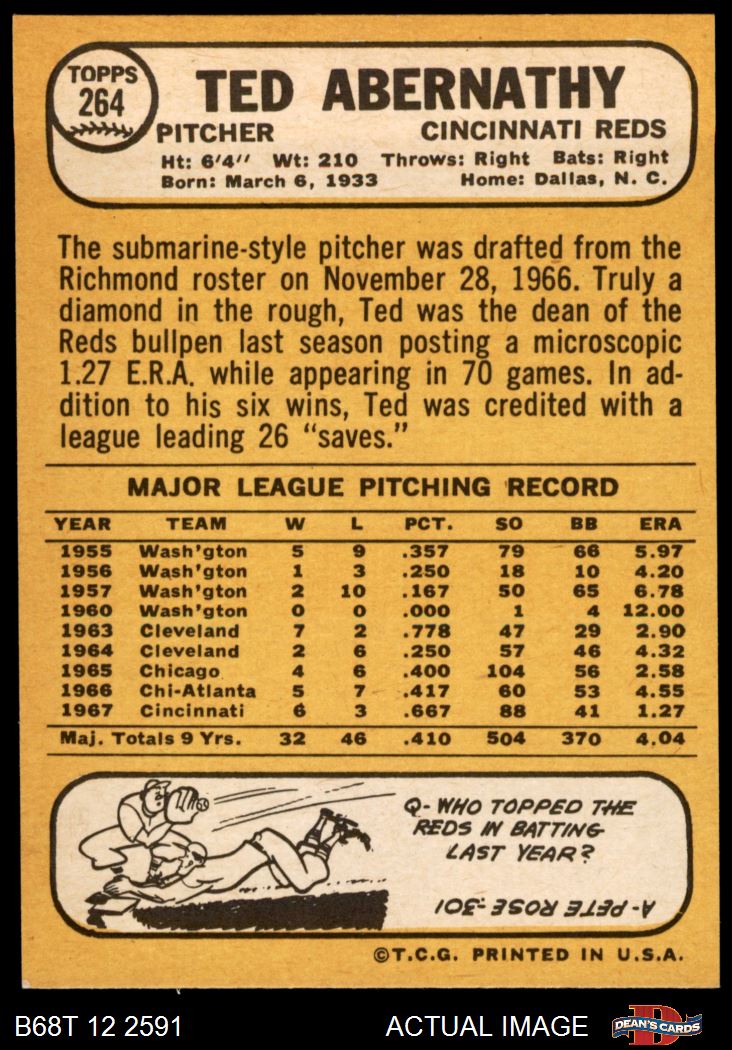 TOPPS
264
TED ABERNATHY
PITCHER CINCINNATI REDS
Ht: 6'4" Wt: 210 Throws: Right Bats: Right
Born: March 6, 1933 Home: Dallas, N. C.
The submarine-style pitcher was drafted from the
Richmond roster on November 28, 1966. Truly a
diamond in the rough, Ted was the dean of the
Reds bullpen last season posting a microscopic
1.27 E.R.A. while appearing in 70 games. In ad-
dition to his six wins, Ted was credited with a
league leading 26 “saves.”
MAJOR LEAGUE PITCHING RECORD
YEAR TEAM W L PCT. SO BB ERA
1955 Wash'gton 5 9 .357 79 66 5.97
1956 Wash'gton 1 3 .250 18 10 4.20
1957 Wash'gton 2 10 .167 50 65 6.78
1960 Wash'gton 0 0 .000 1 4 12.00
1963 Cleveland 7 2 .778 47 29 2.90
1964 Cleveland 2 6 .250 57 46 4.32
1965 Chicago 4 6 .400 104 56 2.58
1966 Chi-Atlanta 5 7 .417 60 53 4.55
1967 Cincinnati 6 3 .667 88 41 1.27
Maj. Totals 9 Yrs. 32 46 .410 504 370 4.04
Q- WHO TOPPED THE
REDS IN BATTING
LAST YEAR?
A- PETE ROSE-.301
©T.C.G. PRINTED IN U.S.A.
B68T 12 2591 ACTUAL IMAGE DEAN'S CARDS